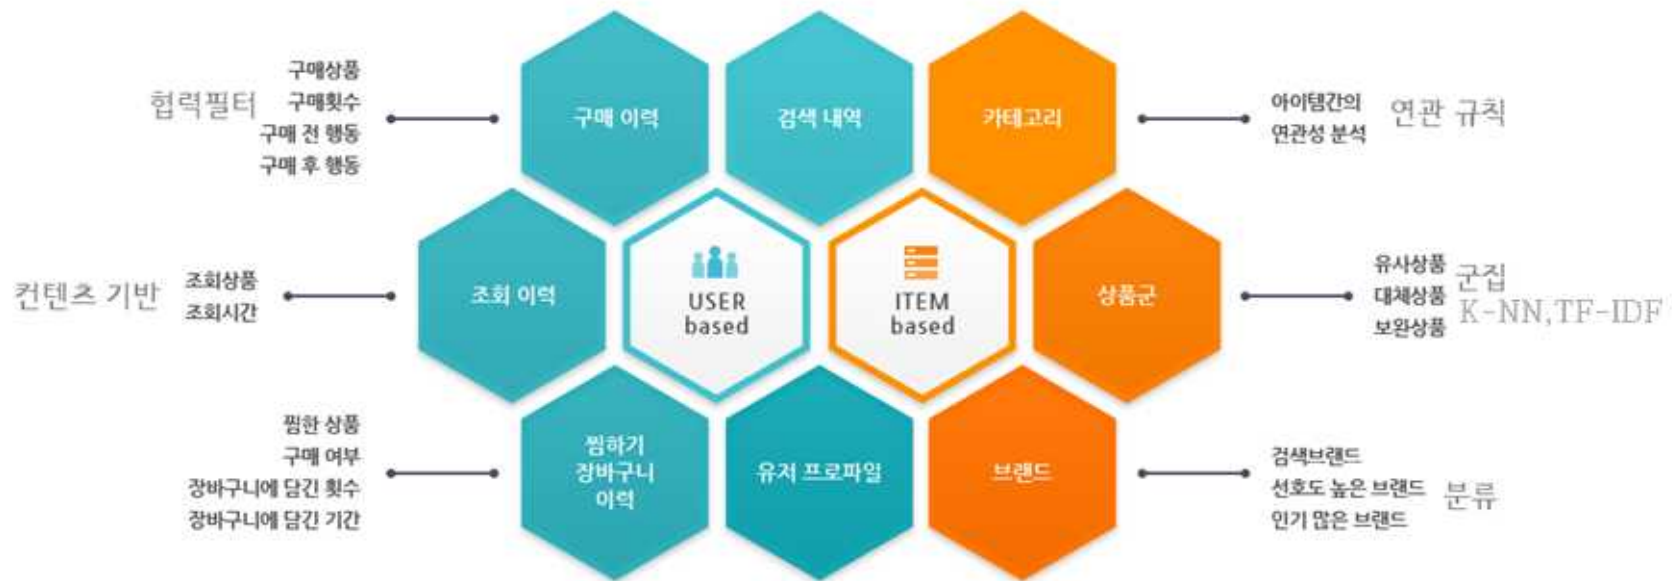 협력필터
구매상품
구매횟수
구매 전 행동
구매 후 행동
구매 이력
검색 내역
카테고리
아이템간의
연관성 분석
연관 규칙
컨텐츠 기반
조회상품
조회시간
조회 이력
USER
based
ITEM
based
상품군
유사상품
대체상품
보완상품
군집
K-NN,TF-IDF
찜한 상품
구매 여부
장바구니에 담긴 횟수
장바구니에 담긴 기간
찜하기
장바구니
이력
유저 프로파일
브랜드
검색브랜드
선호도 높은 브랜드
인기 많은 브랜드
분류